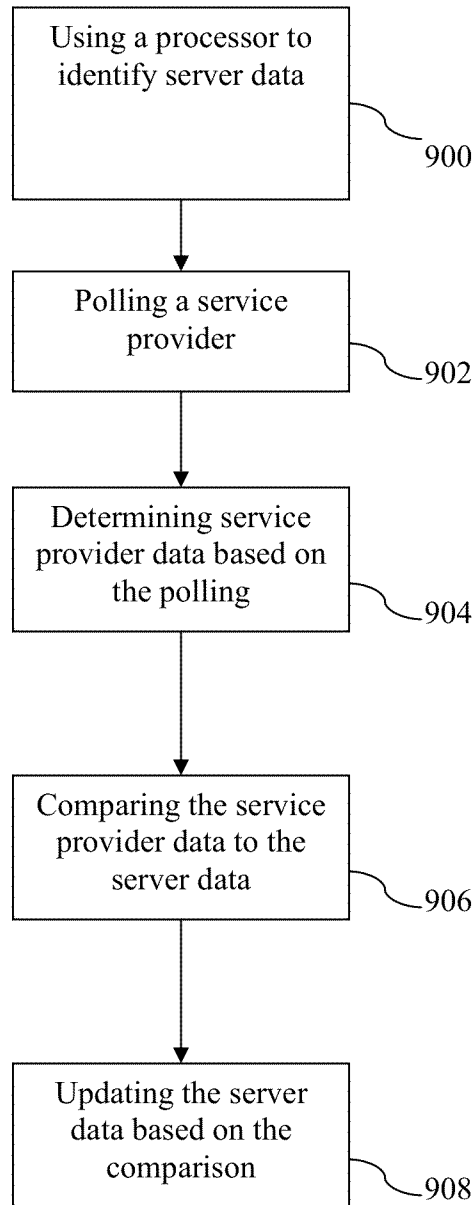 Using a processor to
identify server data
900
Polling a service
provider
902
Determining service
provider data based on
the polling
904
Comparing the service
provider data to the
server data
906
Updating the server
data based on the
comparison
908